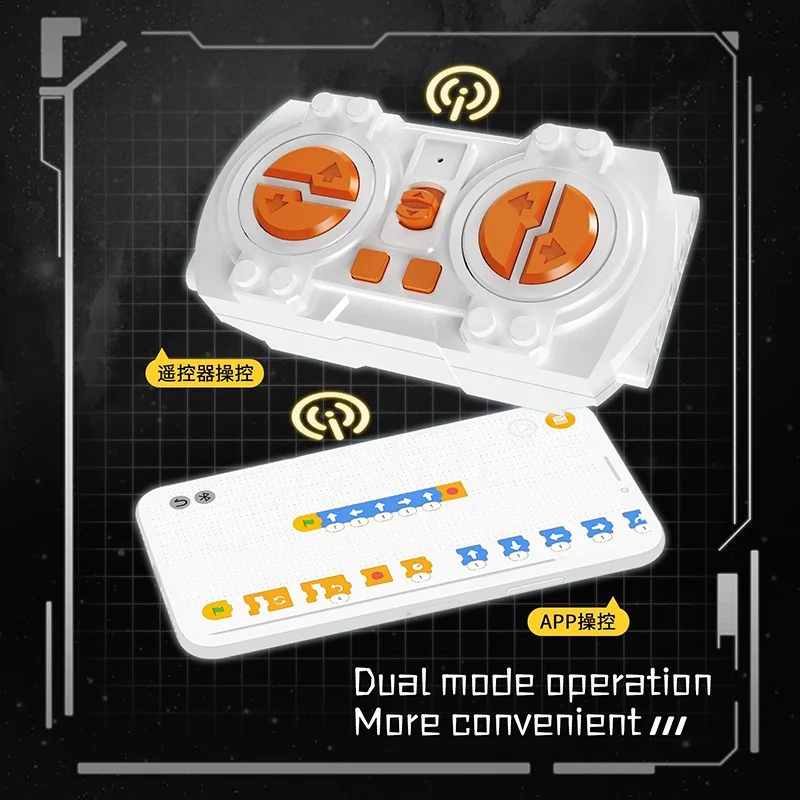 遥控器操控
APP操控
Dual mode operation
More convenient